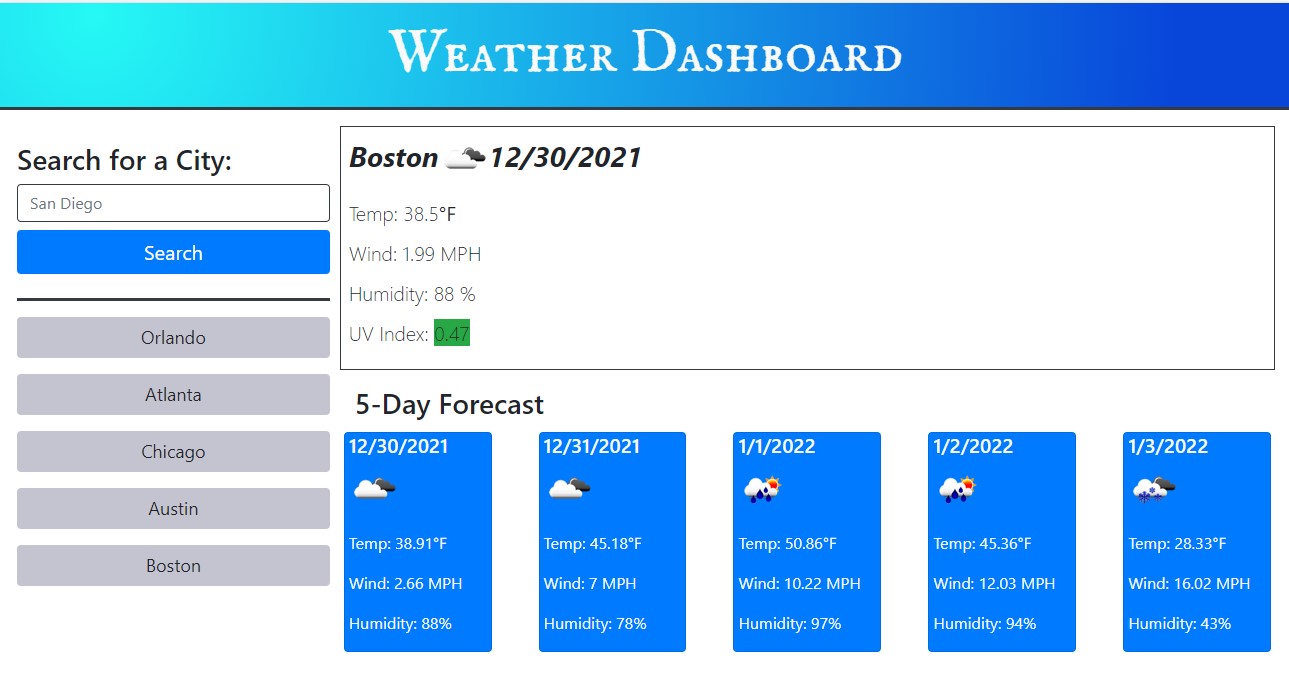 Weather Dashboard
Search for a City:
San Diego
Search
Orlando
Atlanta
Chicago
Austin
Boston
Boston 12/30/2021
Temp: 38.5°F
Wind: 1.99 MPH
Humidity: 88 %
UV Index: 0.47
5-Day Forecast
12/30/2021
Temp: 38.91°F
Wind: 2.66 MPH
Humidity: 88%
12/31/2021
Temp: 45.18°F
Wind: 7 MPH
Humidity: 78%
1/1/2022
Temp: 50.86°F
Wind: 10.22 MPH
Humidity: 97%
1/2/2022
Temp: 45.36°F
Wind: 12.03 MPH
Humidity: 94%
1/3/2022
Temp: 28.33°F
Wind: 16.02 MPH
Humidity: 43%